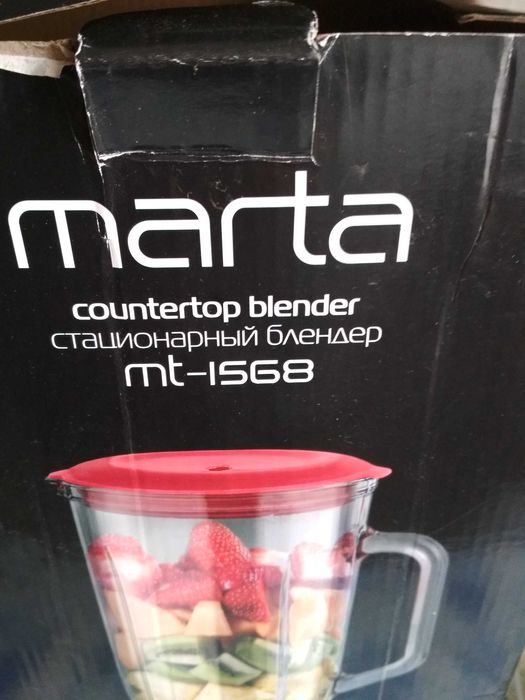 marta
countertop blender
стационарный блендер
mt-1568